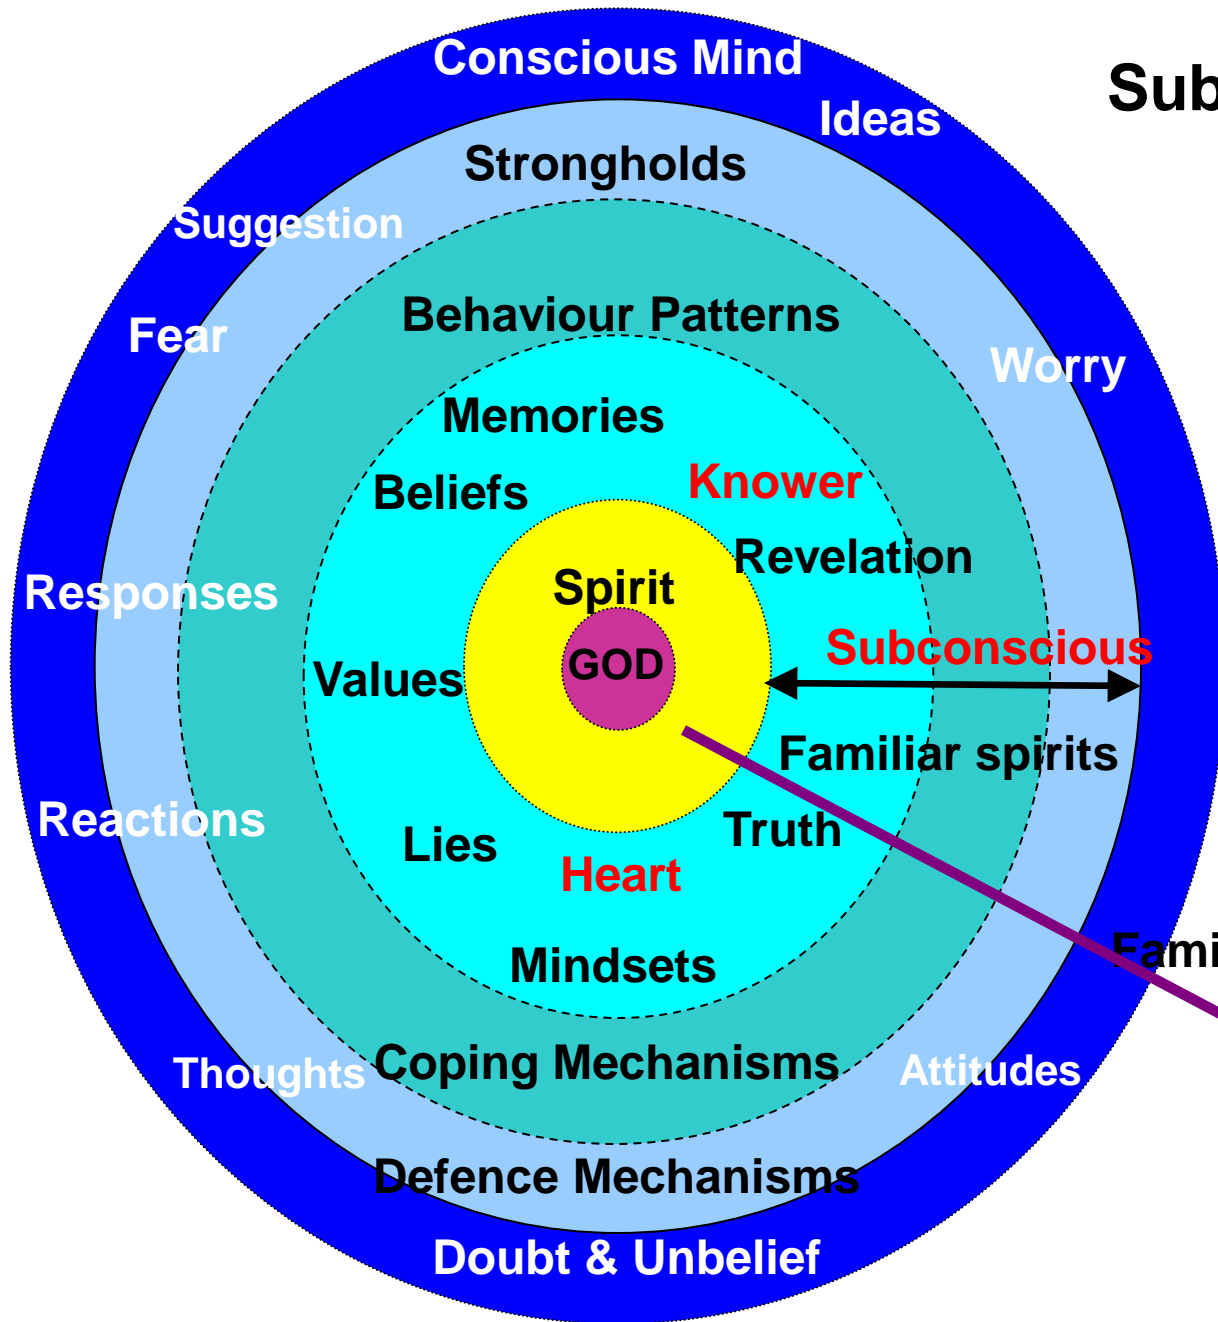 Conscious Mind
Sub
Ideas
Strongholds
Suggestion
Behaviour Patterns
Fear
Worry
Memories
Knower
Beliefs
Revelation
Spirit
Responses
Subconscious
GOD
Values
Familiar spirits
Reactions
Truth
Lies
Heart
Fami
Mindsets
Coping Mechanisms
Thoughts
Attitudes
Defence Mechanisms
Doubt & Unbelief